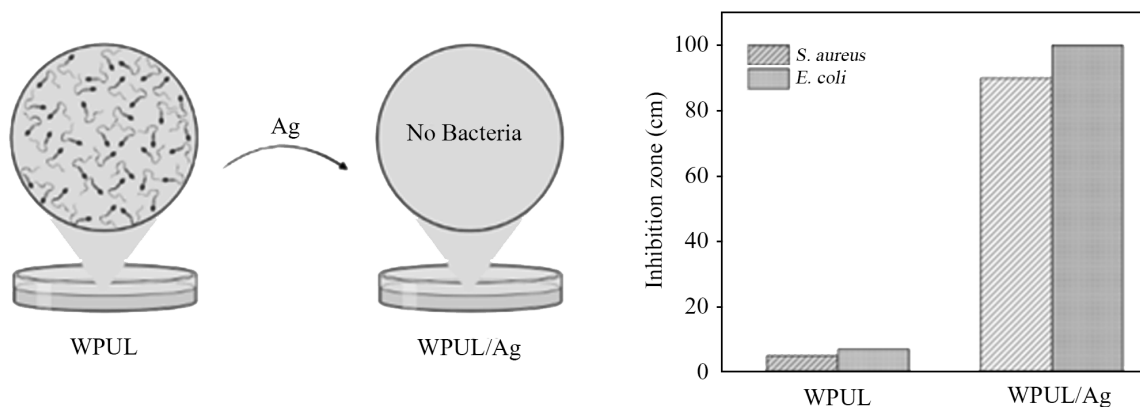 Ag
No Bacteria
WPUL
WPUL/Ag
Inhibition zone (cm)
100
80
60
40
20
0
S. aureus
E. coli
WPUL
WPUL/Ag